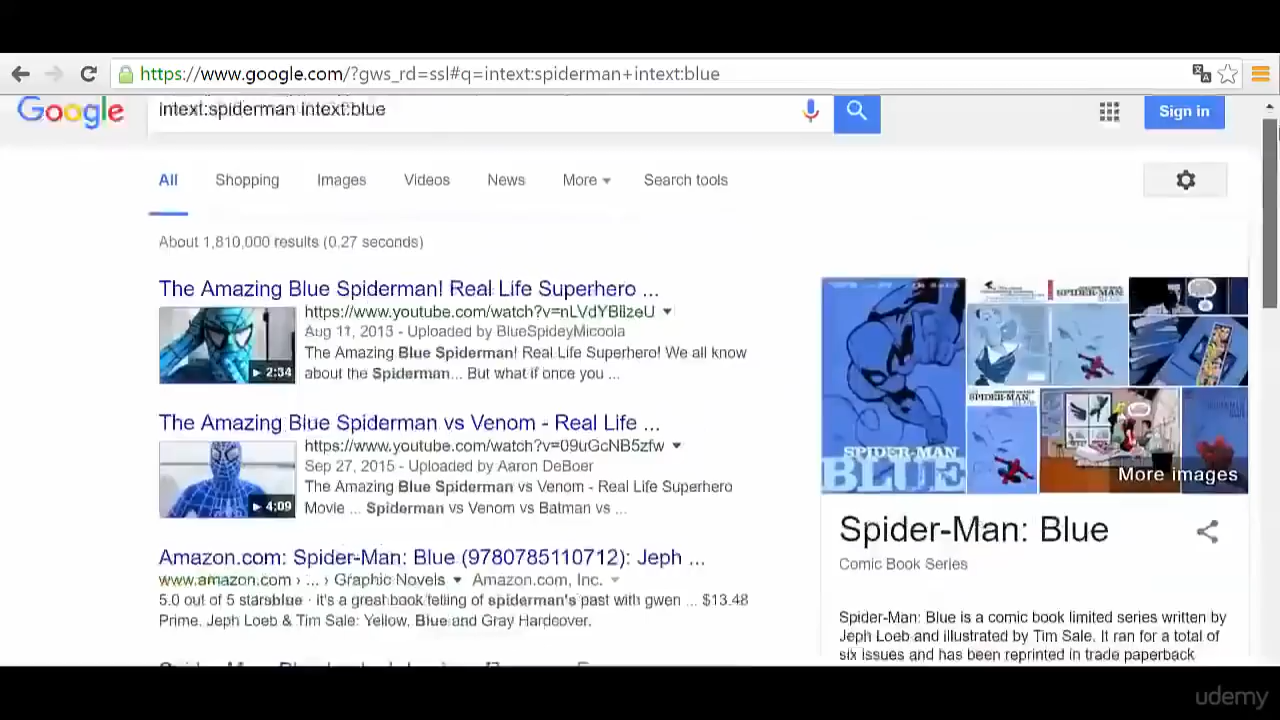 https://www.google.com/?gws_rd=ssl#q=intext:spiderman+intext:blue
Google
intext:spiderman intext:blue
Sign in
All Shopping Images Videos News More Search tools
About 1,810,000 results (0.27 seconds)
The Amazing Blue Spiderman! Real Life Superhero ...
https://www.youtube.com/watch?v=nLVdYBIizeU
Aug 11, 2013 - Uploaded by BlueSpideyMicoola
The Amazing Blue Spiderman! Real Life Superhero! We all know
about the Spiderman... But what if once you ...
2:34
The Amazing Blue Spiderman vs Venom - Real Life ...
https://www.youtube.com/watch?v=09uGcNB5zfw
Sep 27, 2015 - Uploaded by Aaron DeBoer
The Amazing Blue Spiderman vs Venom - Real Life Superhero
Movie ... Spiderman vs Venom vs Batman vs ...
4:09
Amazon.com: Spider-Man: Blue (9780785110712): Jeph ...
www.amazon.com › ... › Graphic Novels Amazon.com, Inc.
5.0 out of 5 starsblue · it's a great book telling of spiderman's past with gwen ... $13.48
Prime. Jeph Loeb & Tim Sale: Yellow, Blue and Gray Hardcover.
SPIDER-MAN
BLUE
SPIDER-MAN
SPIDER-MAN
More images
Spider-Man: Blue
Comic Book Series
Spider-Man: Blue is a comic book limited series written by
Jeph Loeb and illustrated by Tim Sale. It ran for a total of
six issues and has been reprinted in trade paperback
udemy